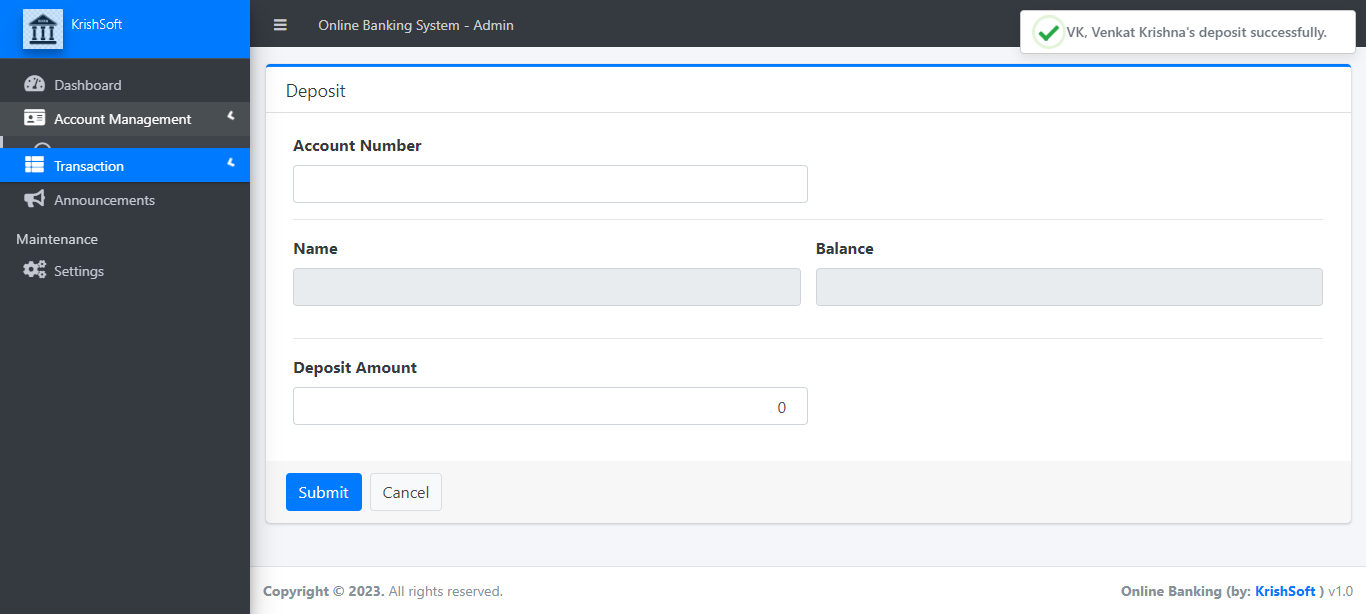 KrishSoft
Online Banking System - Admin
VK, Venkat Krishna's deposit successfully.
Dashboard
Account Management
Transaction
Announcements
Maintenance
Settings
Deposit
Account Number
Name
Balance
Deposit Amount
0
Submit
Cancel
Copyright © 2023. All rights reserved.
Online Banking (by: KrishSoft ) v1.0